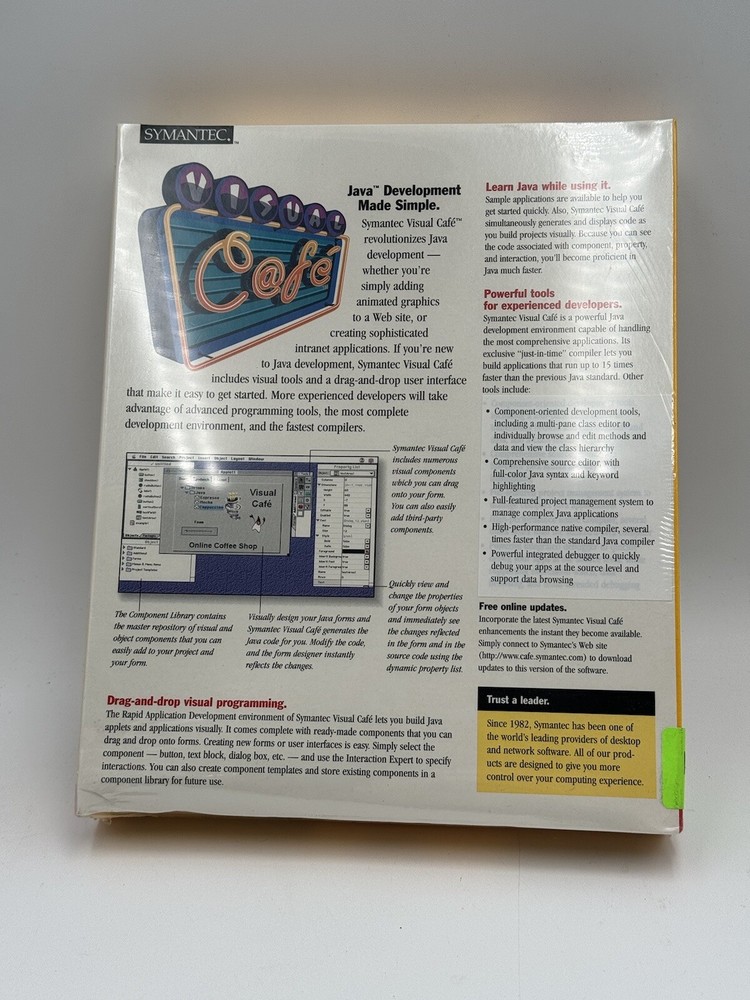 SYMANTEC.™
VISUAL
Café
Java™ Development
Made Simple.
Symantec Visual Café™
revolutionizes Java
development —
whether you're
simply adding
animated graphics
to a Web site, or
creating sophisticated
intranet applications. If you're new
to Java development, Symantec Visual Café
includes visual tools and a drag-and-drop user interface
that make it easy to get started. More experienced developers will take
advantage of advanced programming tools, the most complete
development environment, and the fastest compilers.
File Edit Search Project Insert Object Layout Window
Property List
Visual
Café
Online Coffee Shop
Symantec Visual Café
includes numerous
visual components
which you can drag
onto your form.
You can also easily
add third-party
components.
Quickly view and
change the properties
of your form objects
and immediately see
the changes reflected
in the form and in the
source code using the
dynamic property list.
The Component Library contains
the master repository of visual and
object components that you can
easily add to your project and
your form.
Visually design your Java forms and
Symantec Visual Café generates the
Java code for you. Modify the code,
and the form designer instantly
reflects the changes.
Drag-and-drop visual programming.
The Rapid Application Development environment of Symantec Visual Café lets you build Java
applets and applications visually. It comes complete with ready-made components that you can
drag and drop onto forms. Creating new forms or user interfaces is easy. Simply select the
component — button, text block, dialog box, etc. — and use the Interaction Expert to specify
interactions. You can also create component templates and store existing components in a
component library for future use.
Learn Java while using it.
Sample applications are available to help you
get started quickly. Also, Symantec Visual Café
simultaneously generates and displays code as
you build projects visually. Because you can see
the code associated with component, property,
and interaction, you'll become proficient in
Java much faster.
Powerful tools
for experienced developers.
Symantec Visual Café is a powerful Java
development environment capable of handling
the most comprehensive applications. Its
exclusive "just-in-time" compiler lets you
build applications that run up to 15 times
faster than the previous Java standard. Other
tools include:
• Component-oriented development tools,
including a multi-pane class editor to
individually browse and edit methods and
data and view the class hierarchy
• Comprehensive source editor, with
full-color Java syntax and keyword
highlighting
• Full-featured project management system to
manage complex Java applications
• High-performance native compiler, several
times faster than the standard Java compiler
• Powerful integrated debugger to quickly
debug your apps at the source level and
support data browsing
Free online updates.
Incorporate the latest Symantec Visual Café
enhancements the instant they become available.
Simply connect to Symantec's Web site
(http://www.cafe.symantec.com) to download
updates to this version of the software.
Trust a leader.
Since 1982, Symantec has been one of
the world's leading providers of desktop
and network software. All of our prod-
ucts are designed to give you more
control over your computing experience.